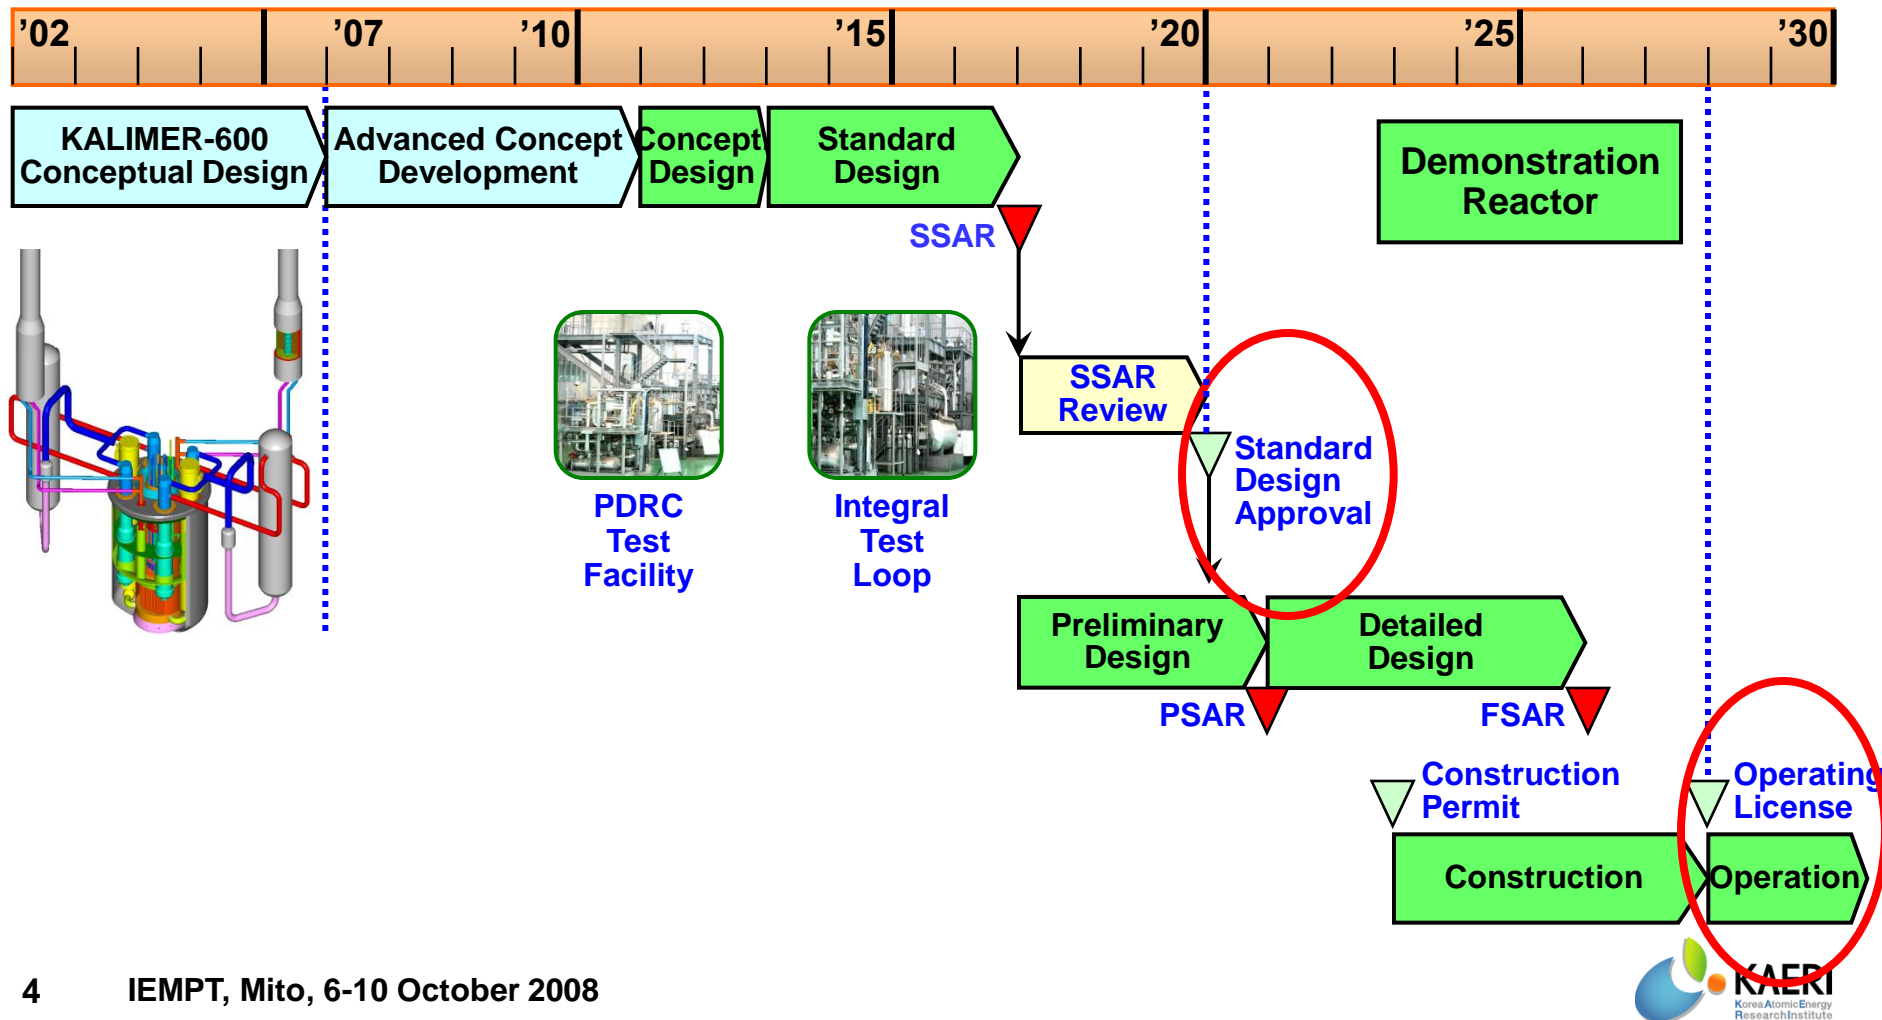 ’02 ’07 ’10 ’15 ’20 ’25 ’30
KALIMER-600
Conceptual Design
Advanced Concept
Development
Concept.
Design
Standard
Design
Demonstration
Reactor
SSAR
SSAR
Review
Standard
Design
Approval
PDRC
Test
Facility
Integral
Test
Loop
Preliminary
Design
Detailed
Design
PSAR
FSAR
Construction
Permit
Operating
License
Construction
Operation
4
IEMPT, Mito, 6-10 October 2008
KAERI
Korea Atomic Energy
Research Institute